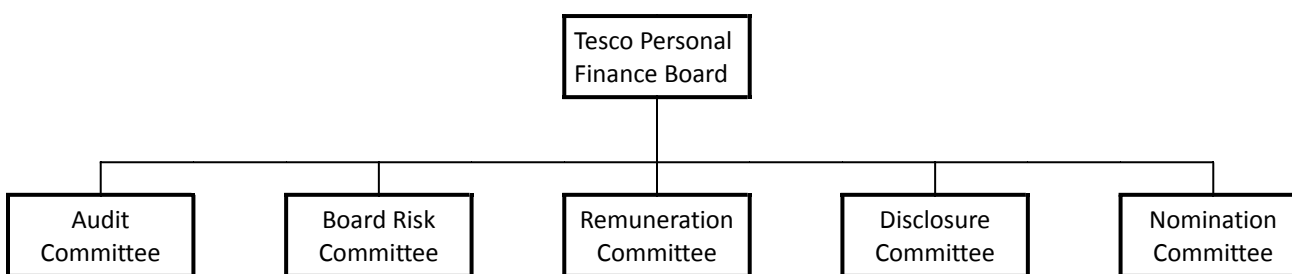 Tesco Personal
Finance Board
Audit
Committee
Board Risk
Committee
Remuneration
Committee
Disclosure
Committee
Nomination
Committee